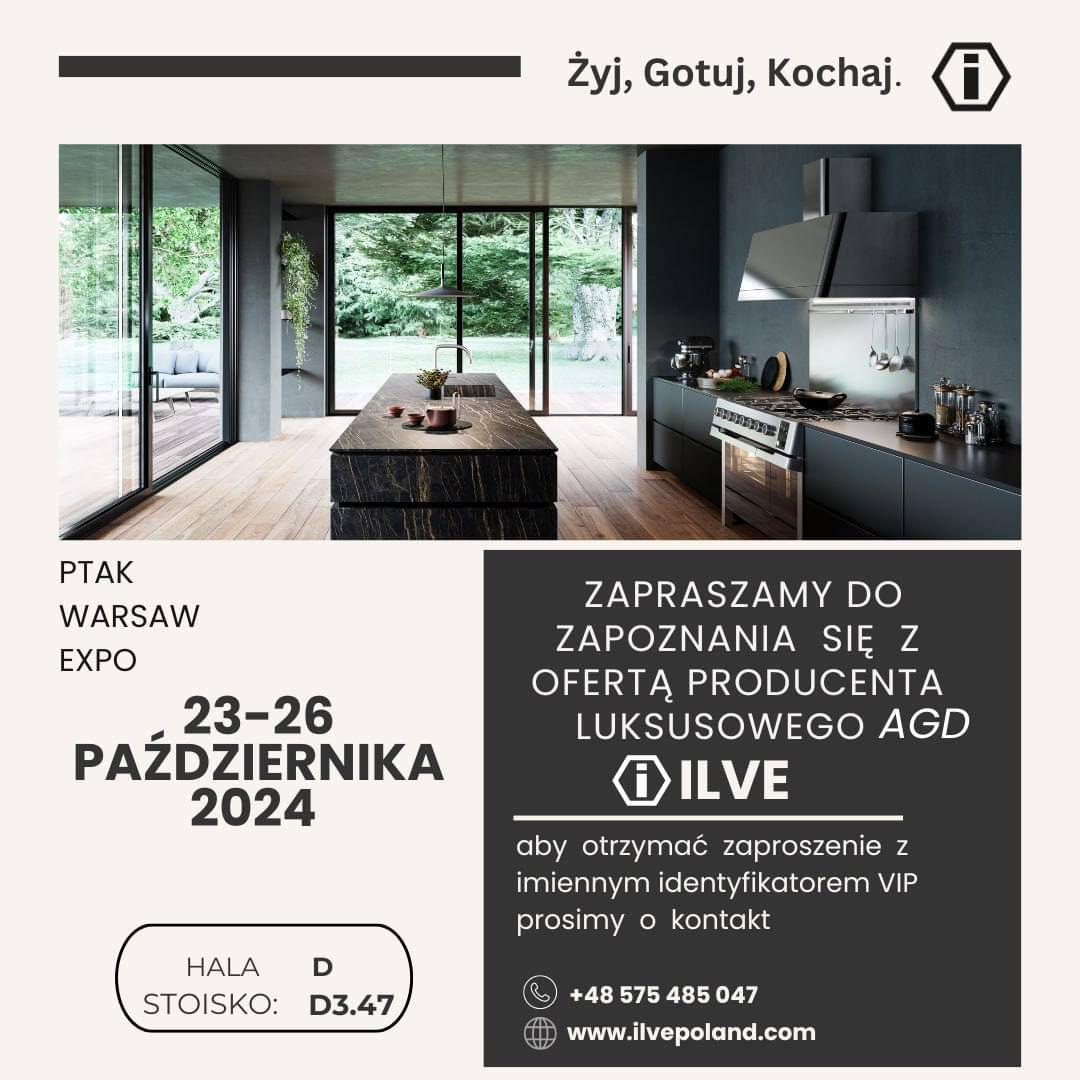 Żyj, Gotuj, Kochaj.
PTAK
WARSAW
EXPO
23-26
PAŹDZIERNIKA
2024
HALA D
STOISKO: D3.47
ZAPRASZAMY DO
ZAPOZNANIA SIĘ Z
OFERTĄ PRODUCENTA
LUKSUSOWEGO AGD
ILVE
aby otrzymać zaproszenie z
imiennym identyfikatorem VIP
prosimy o kontakt
+48 575 485 047
www.ilvepoland.com